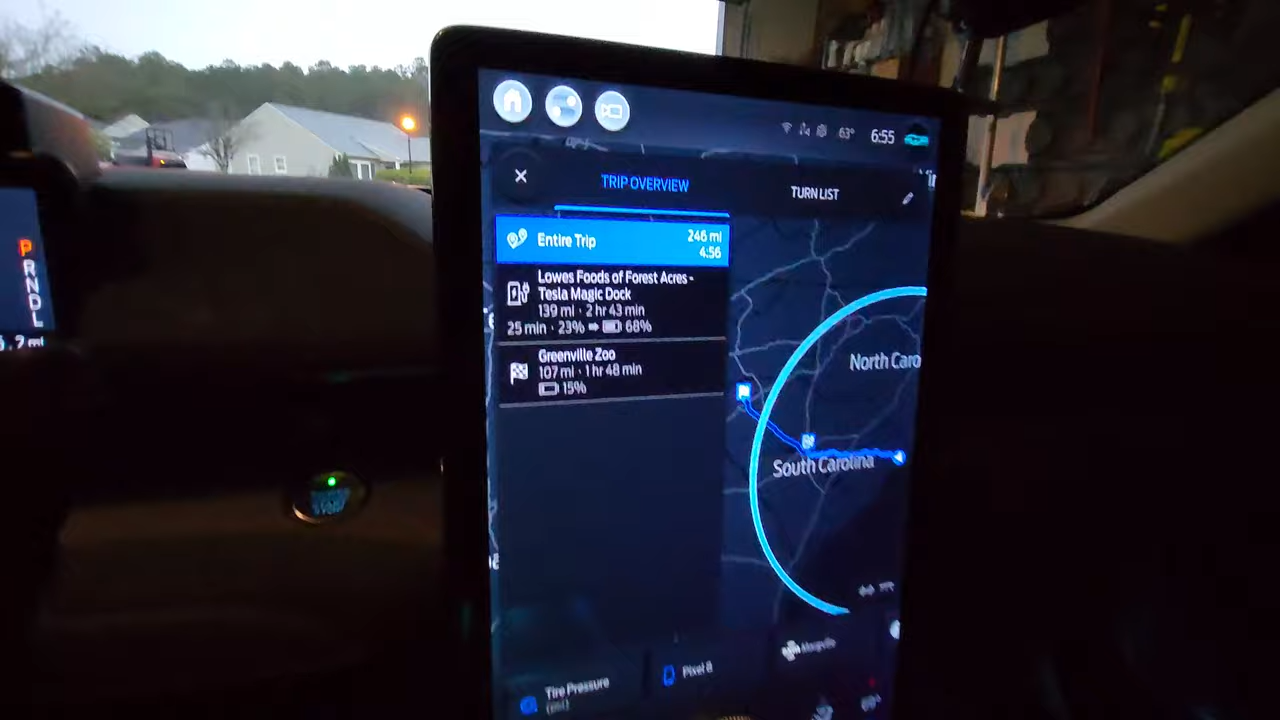 63°
6:55
TRIP OVERVIEW
TURN LIST
Entire Trip
246 mi
4:56
Lowes Foods of Forest Acres -
Tesla Magic Dock
139 mi · 2 hr 43 min
25 min · 23% ➡ 68%
Greenville Zoo
107 mi · 1 hr 48 min
15%
North Caro
South Carolina
P
R
N
D
L
mi
Tire Pressure
Pixel 8